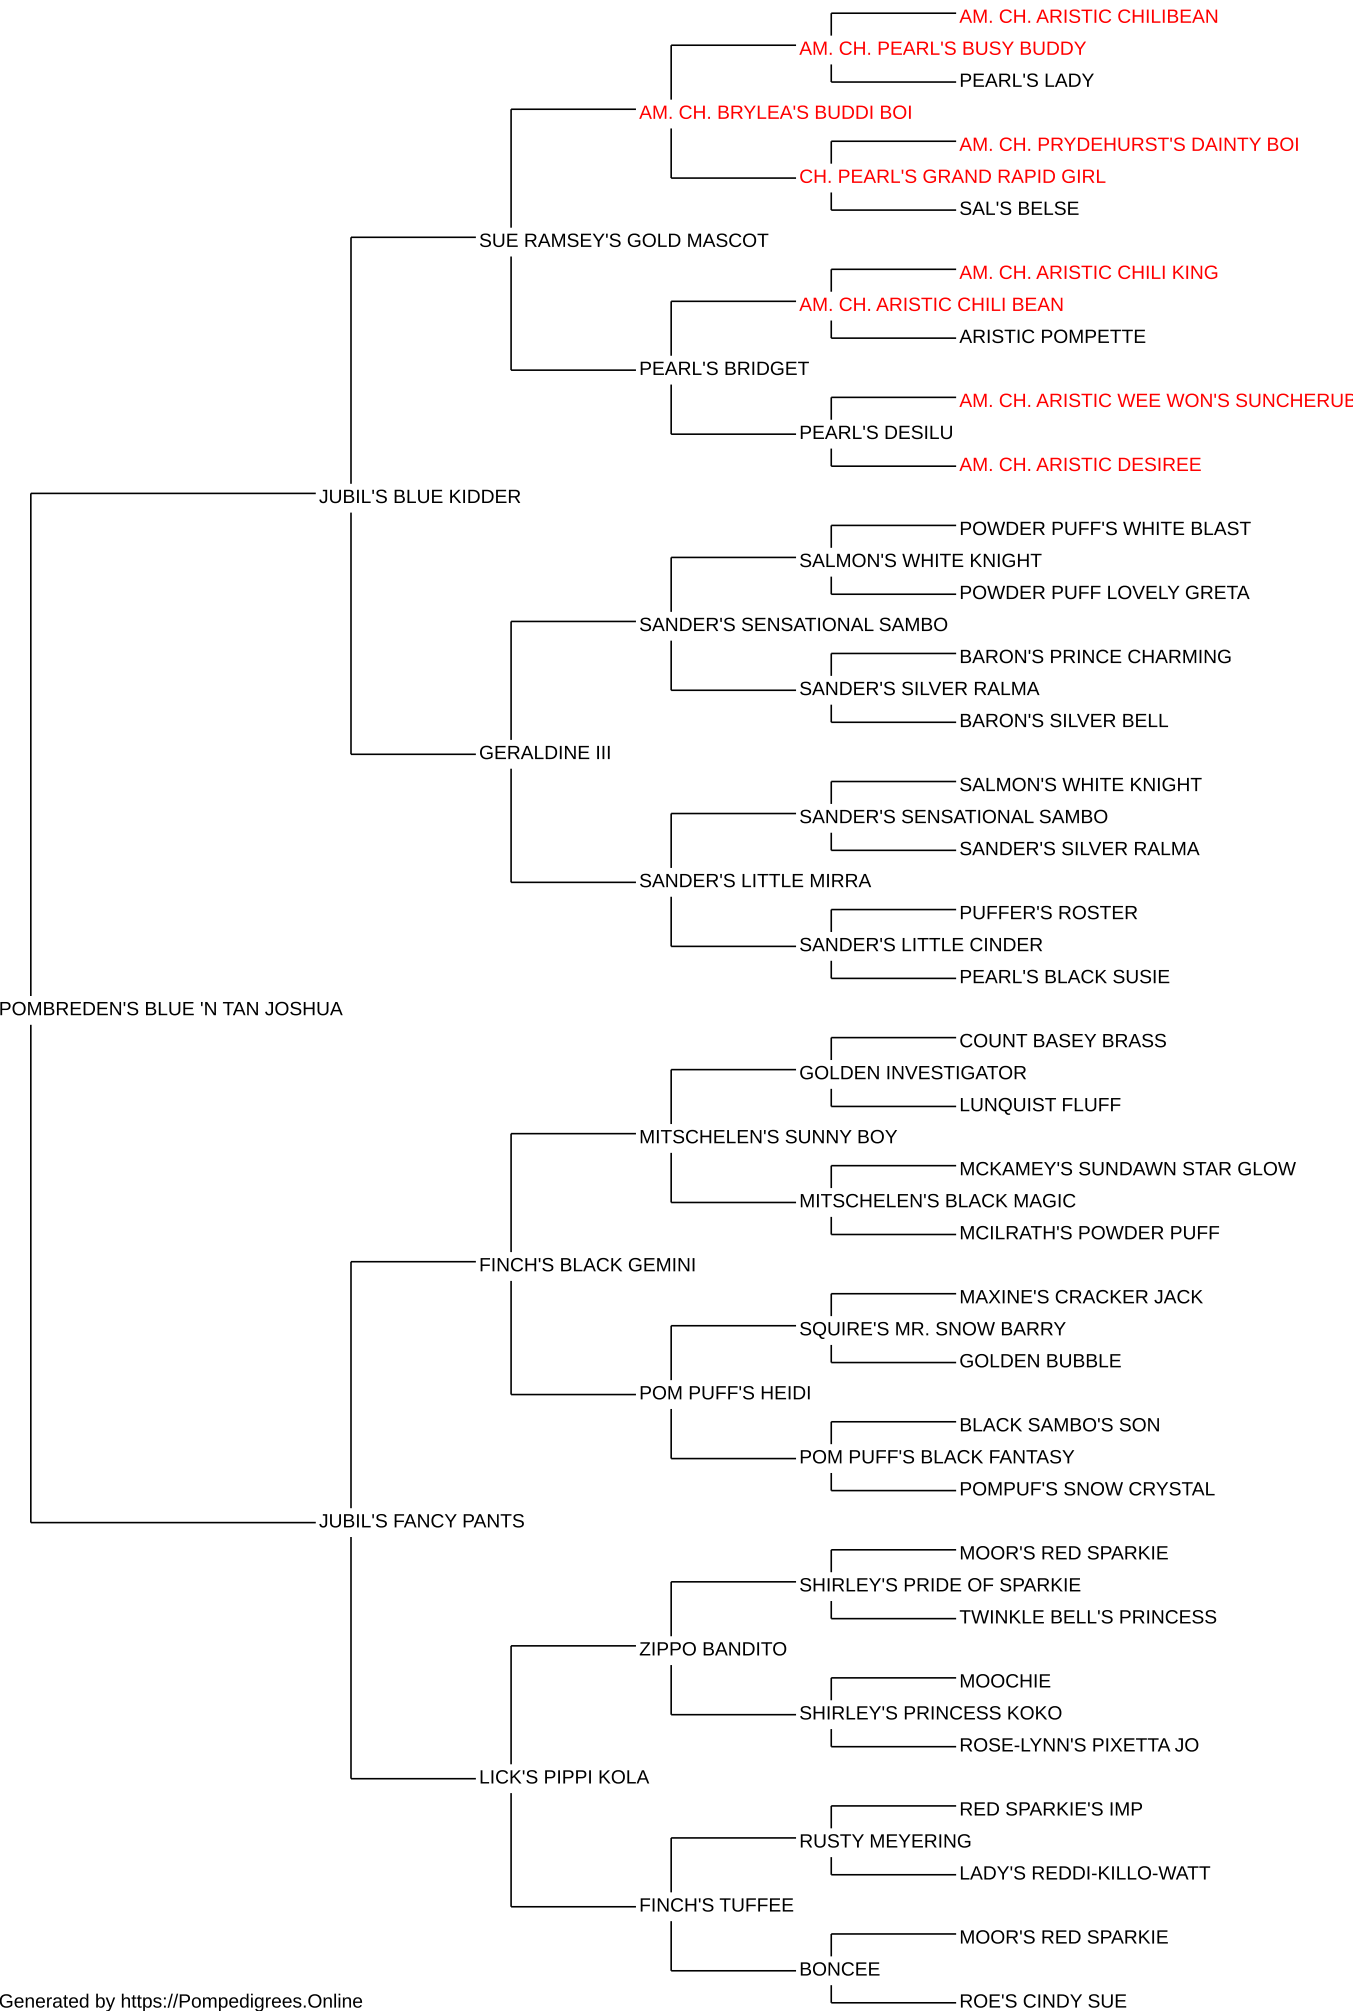 AM. CH. ARISTIC CHILIBEAN
AM. CH. PEARL'S BUSY BUDDY
PEARL'S LADY
AM. CH. BRYLEA'S BUDDI BOI
AM. CH. PRYDEHURST'S DAINTY BOI
CH. PEARL'S GRAND RAPID GIRL
SAL'S BELSE
SUE RAMSEY'S GOLD MASCOT
AM. CH. ARISTIC CHILI KING
AM. CH. ARISTIC CHILI BEAN
ARISTIC POMPETTE
PEARL'S BRIDGET
AM. CH. ARISTIC WEE WON'S SUNCHERUB
PEARL'S DESILU
AM. CH. ARISTIC DESIREE
JUBIL'S BLUE KIDDER
POWDER PUFF'S WHITE BLAST
SALMON'S WHITE KNIGHT
POWDER PUFF LOVELY GRETA
SANDER'S SENSATIONAL SAMBO
BARON'S PRINCE CHARMING
SANDER'S SILVER RALMA
BARON'S SILVER BELL
GERALDINE III
SALMON'S WHITE KNIGHT
SANDER'S SENSATIONAL SAMBO
SANDER'S SILVER RALMA
SANDER'S LITTLE MIRRA
PUFFER'S ROSTER
SANDER'S LITTLE CINDER
PEARL'S BLACK SUSIE
POMBREDEN'S BLUE 'N TAN JOSHUA
COUNT BASEY BRASS
GOLDEN INVESTIGATOR
LUNQUIST FLUFF
MITSCHELEN'S SUNNY BOY
MCKAMEY'S SUNDAWN STAR GLOW
MITSCHELEN'S BLACK MAGIC
MCILRATH'S POWDER PUFF
FINCH'S BLACK GEMINI
MAXINE'S CRACKER JACK
SQUIRE'S MR. SNOW BARRY
GOLDEN BUBBLE
POM PUFF'S HEIDI
BLACK SAMBO'S SON
POM PUFF'S BLACK FANTASY
POMPUF'S SNOW CRYSTAL
JUBIL'S FANCY PANTS
MOOR'S RED SPARKIE
SHIRLEY'S PRIDE OF SPARKIE
TWINKLE BELL'S PRINCESS
ZIPPO BANDITO
MOOCHIE
SHIRLEY'S PRINCESS KOKO
ROSE-LYNN'S PIXETTA JO
LICK'S PIPPI KOLA
RED SPARKIE'S IMP
RUSTY MEYERING
LADY'S REDDI-KILLO-WATT
FINCH'S TUFFEE
MOOR'S RED SPARKIE
BONCEE
ROE'S CINDY SUE
Generated by https://Pompedigrees.Online